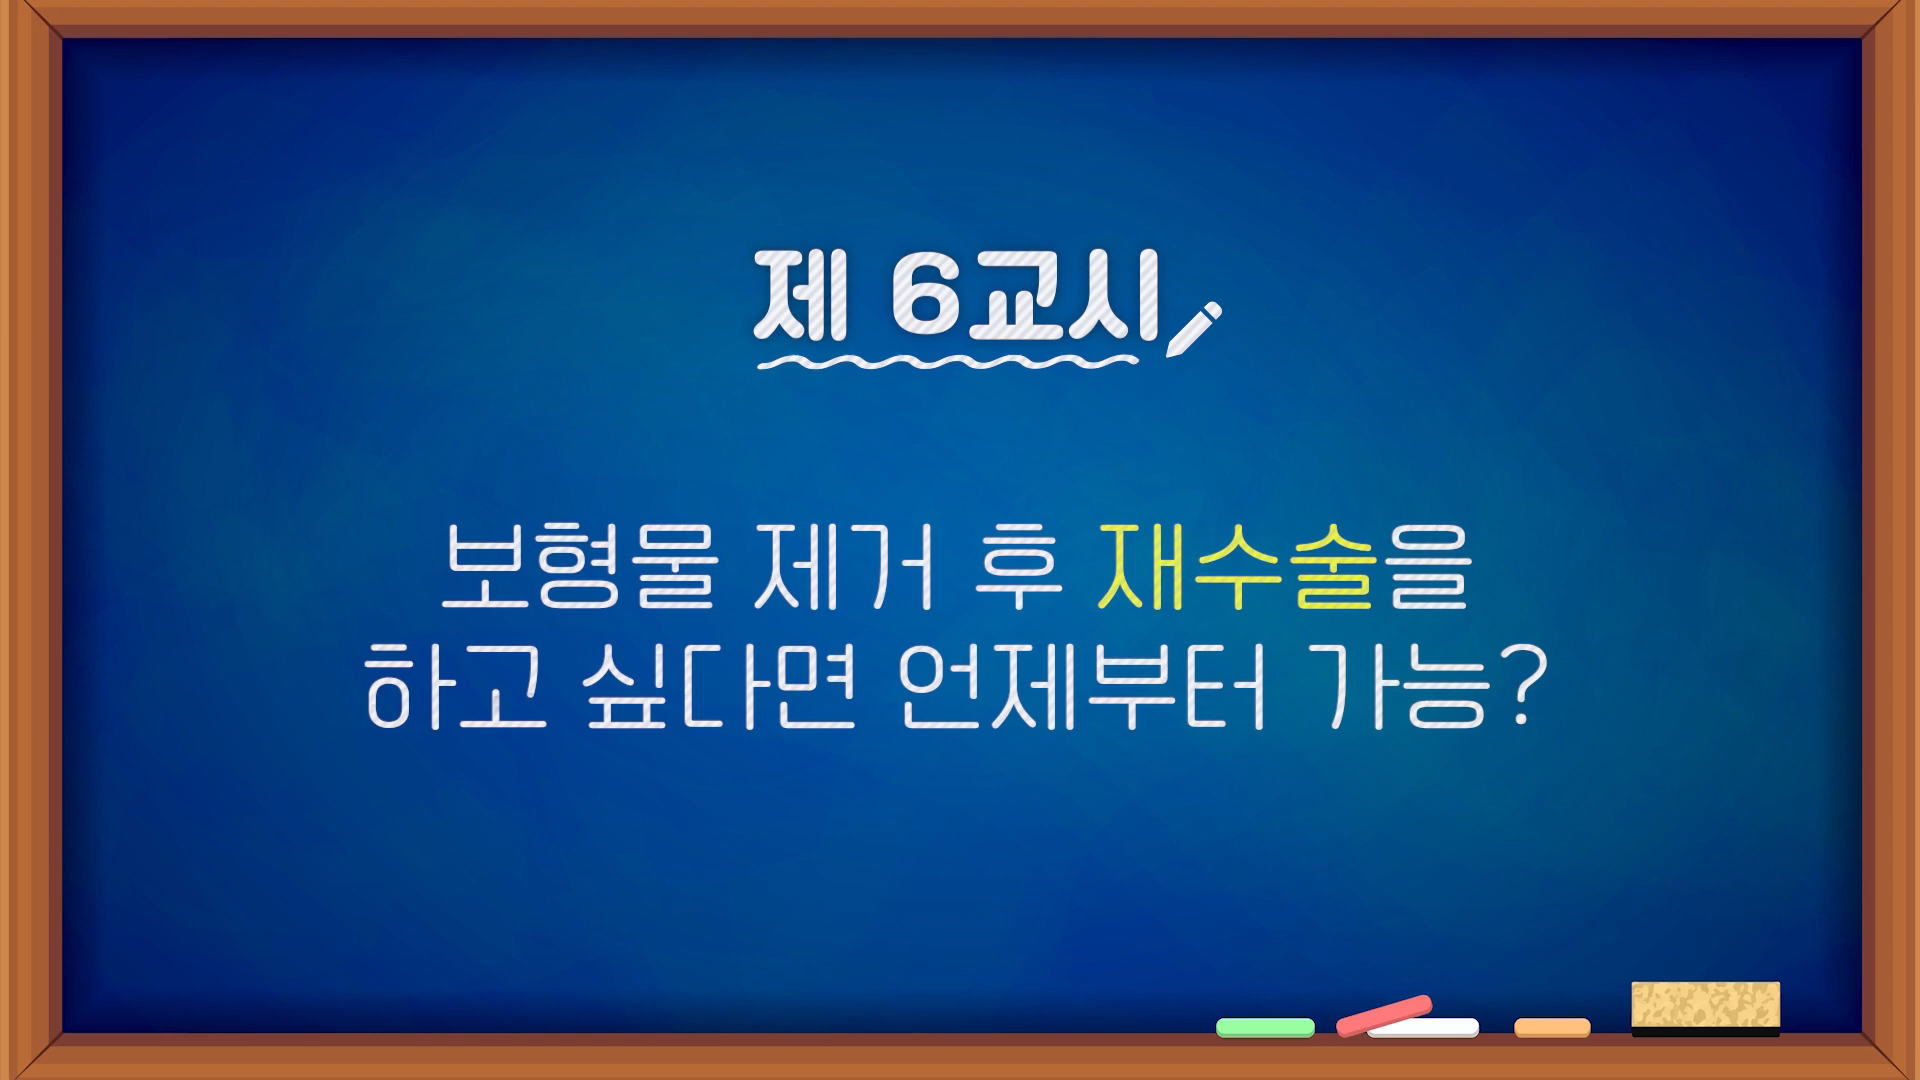 제 6교시
보형물 제거 후 재수술을
하고 싶다면 언제부터 가능?